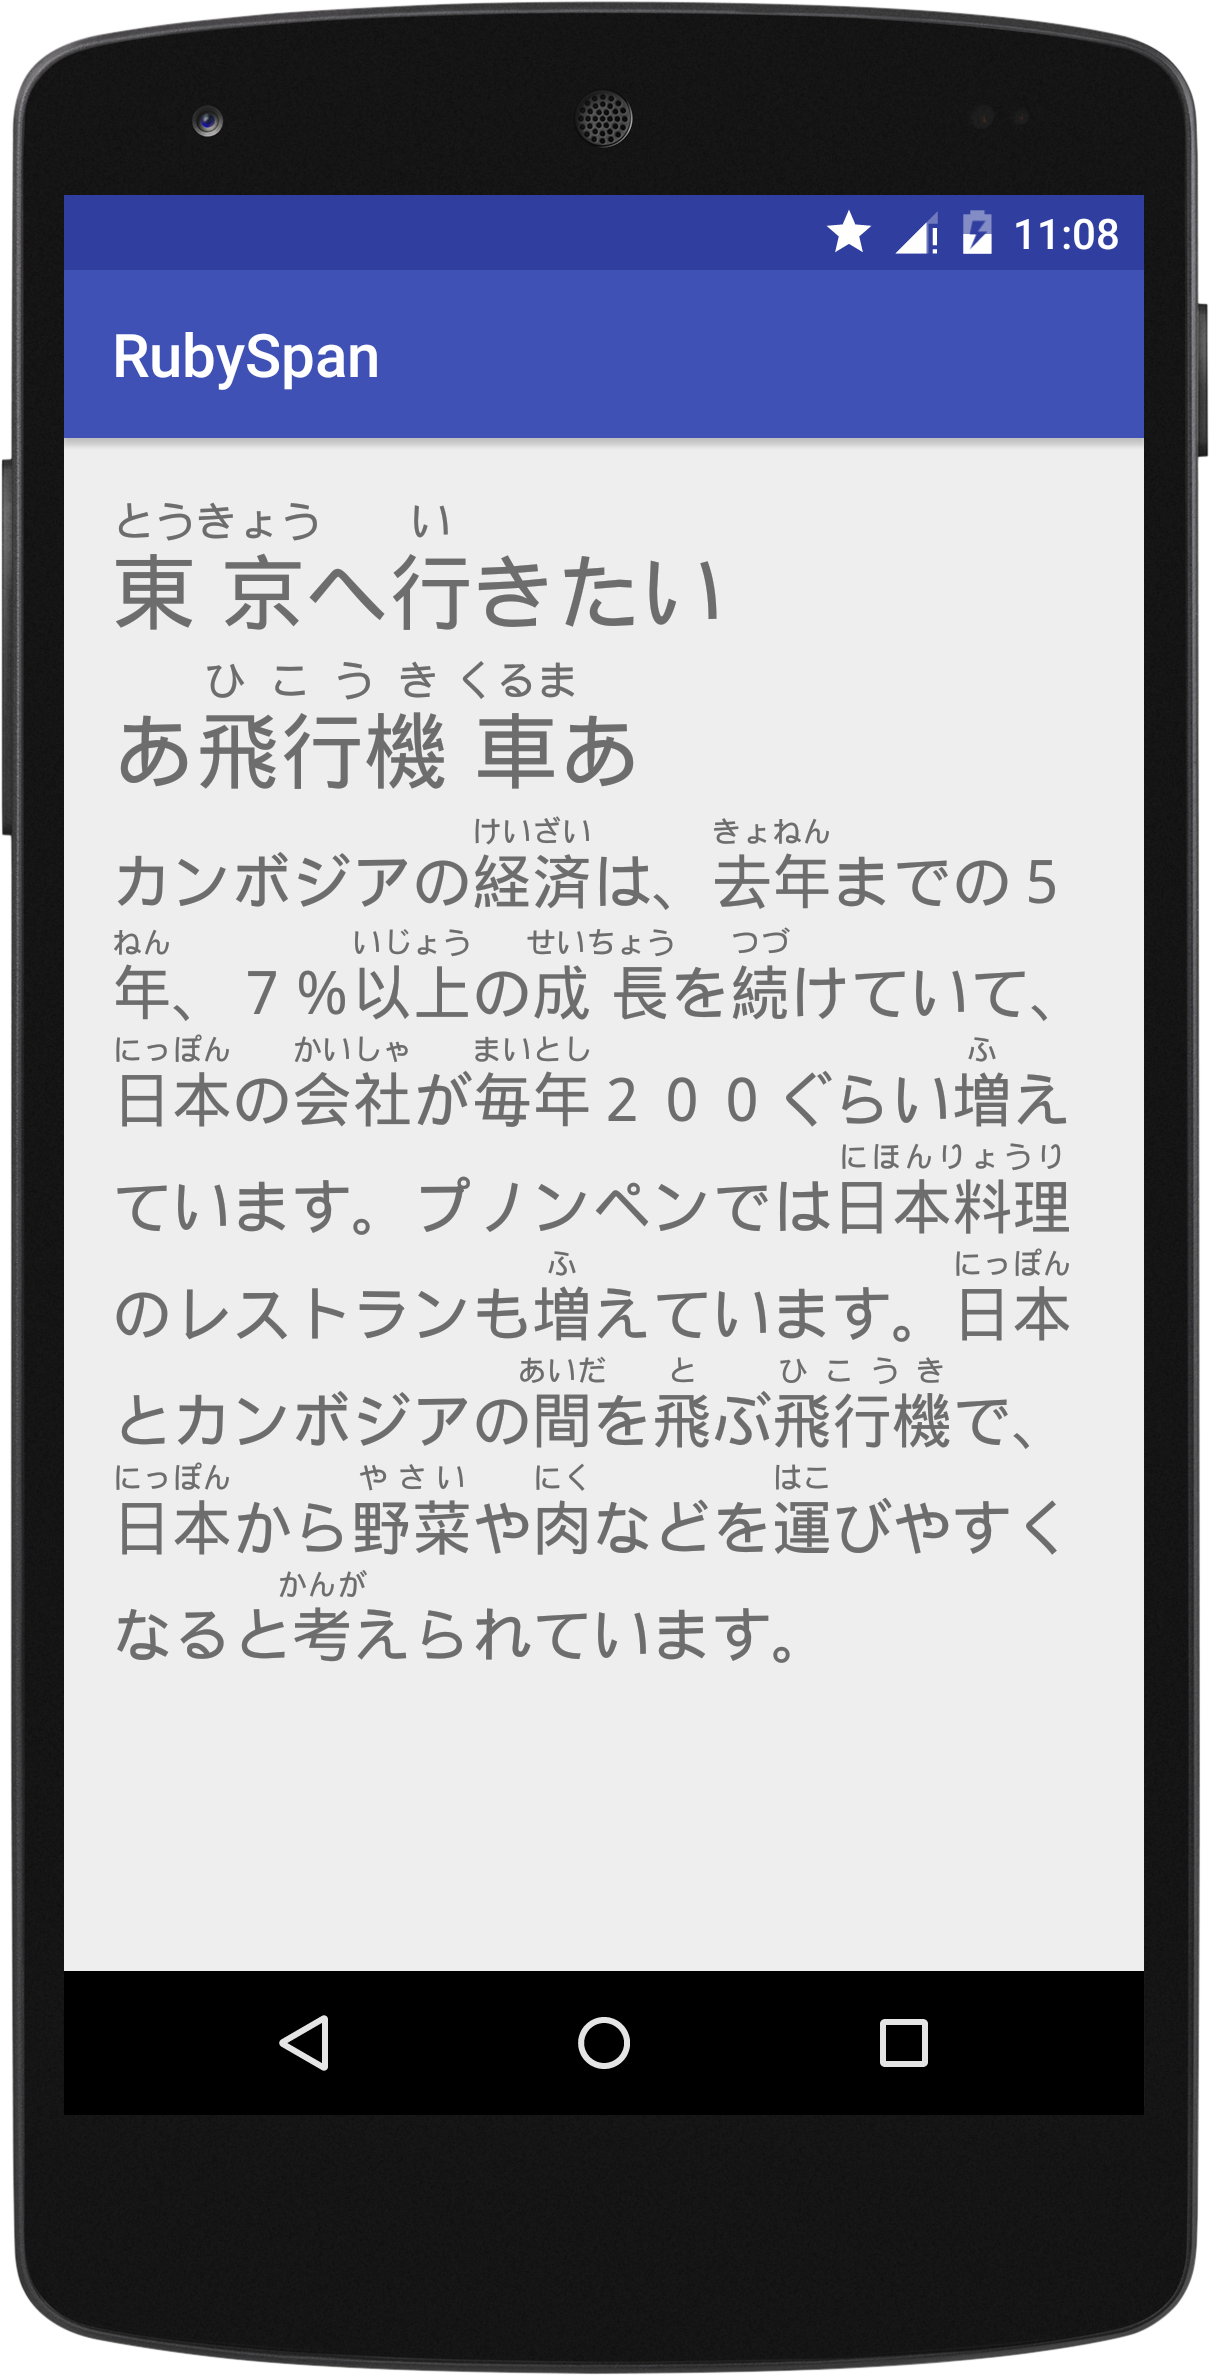 11:08
RubySpan
とうきょう い
東京へ行きたい
ひこうき くるま
あ飛行機車あ
けいざい きょねん
カンボジアの経済は、去年までの５
ねん いじょう せいちょう つづ
年、７％以上の成長を続けていて、
にっぽん かいしゃ まいとし ふ
日本の会社が毎年２００ぐらい増え
にほんりょうり
ています。プノンペンでは日本料理
ふ にっぽん
のレストランも増えています。日本
あいだ と ひこうき
とカンボジアの間を飛ぶ飛行機で、
にっぽん やさい にく はこ
日本から野菜や肉などを運びやすく
かんが
なると考えられています。